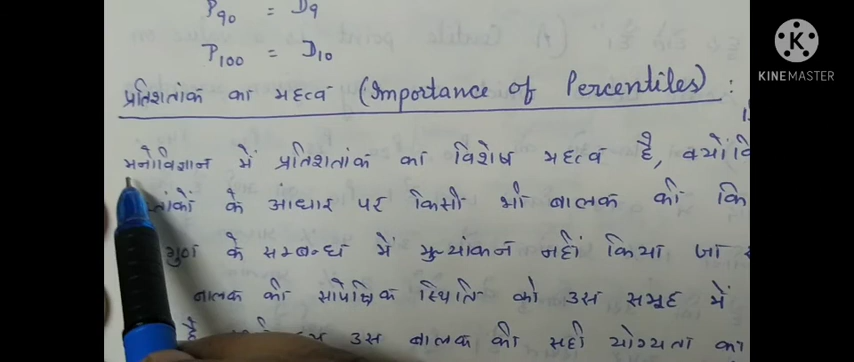 P90 = D9
P100 = D10
प्रतिशतांक का महत्व (Importance of Percentiles) :
मनोविज्ञान में प्रतिशतांक का विशेष महत्व है, क्योंकि
के आधार पर किसी भी बालक की कि
गुण के सम्बन्ध में मूल्यांकन नहीं किया जा
बालक की सापेक्षिक स्थिति को उस समूह में
है उस बालक की सही योग्यता का
KINEMASTER